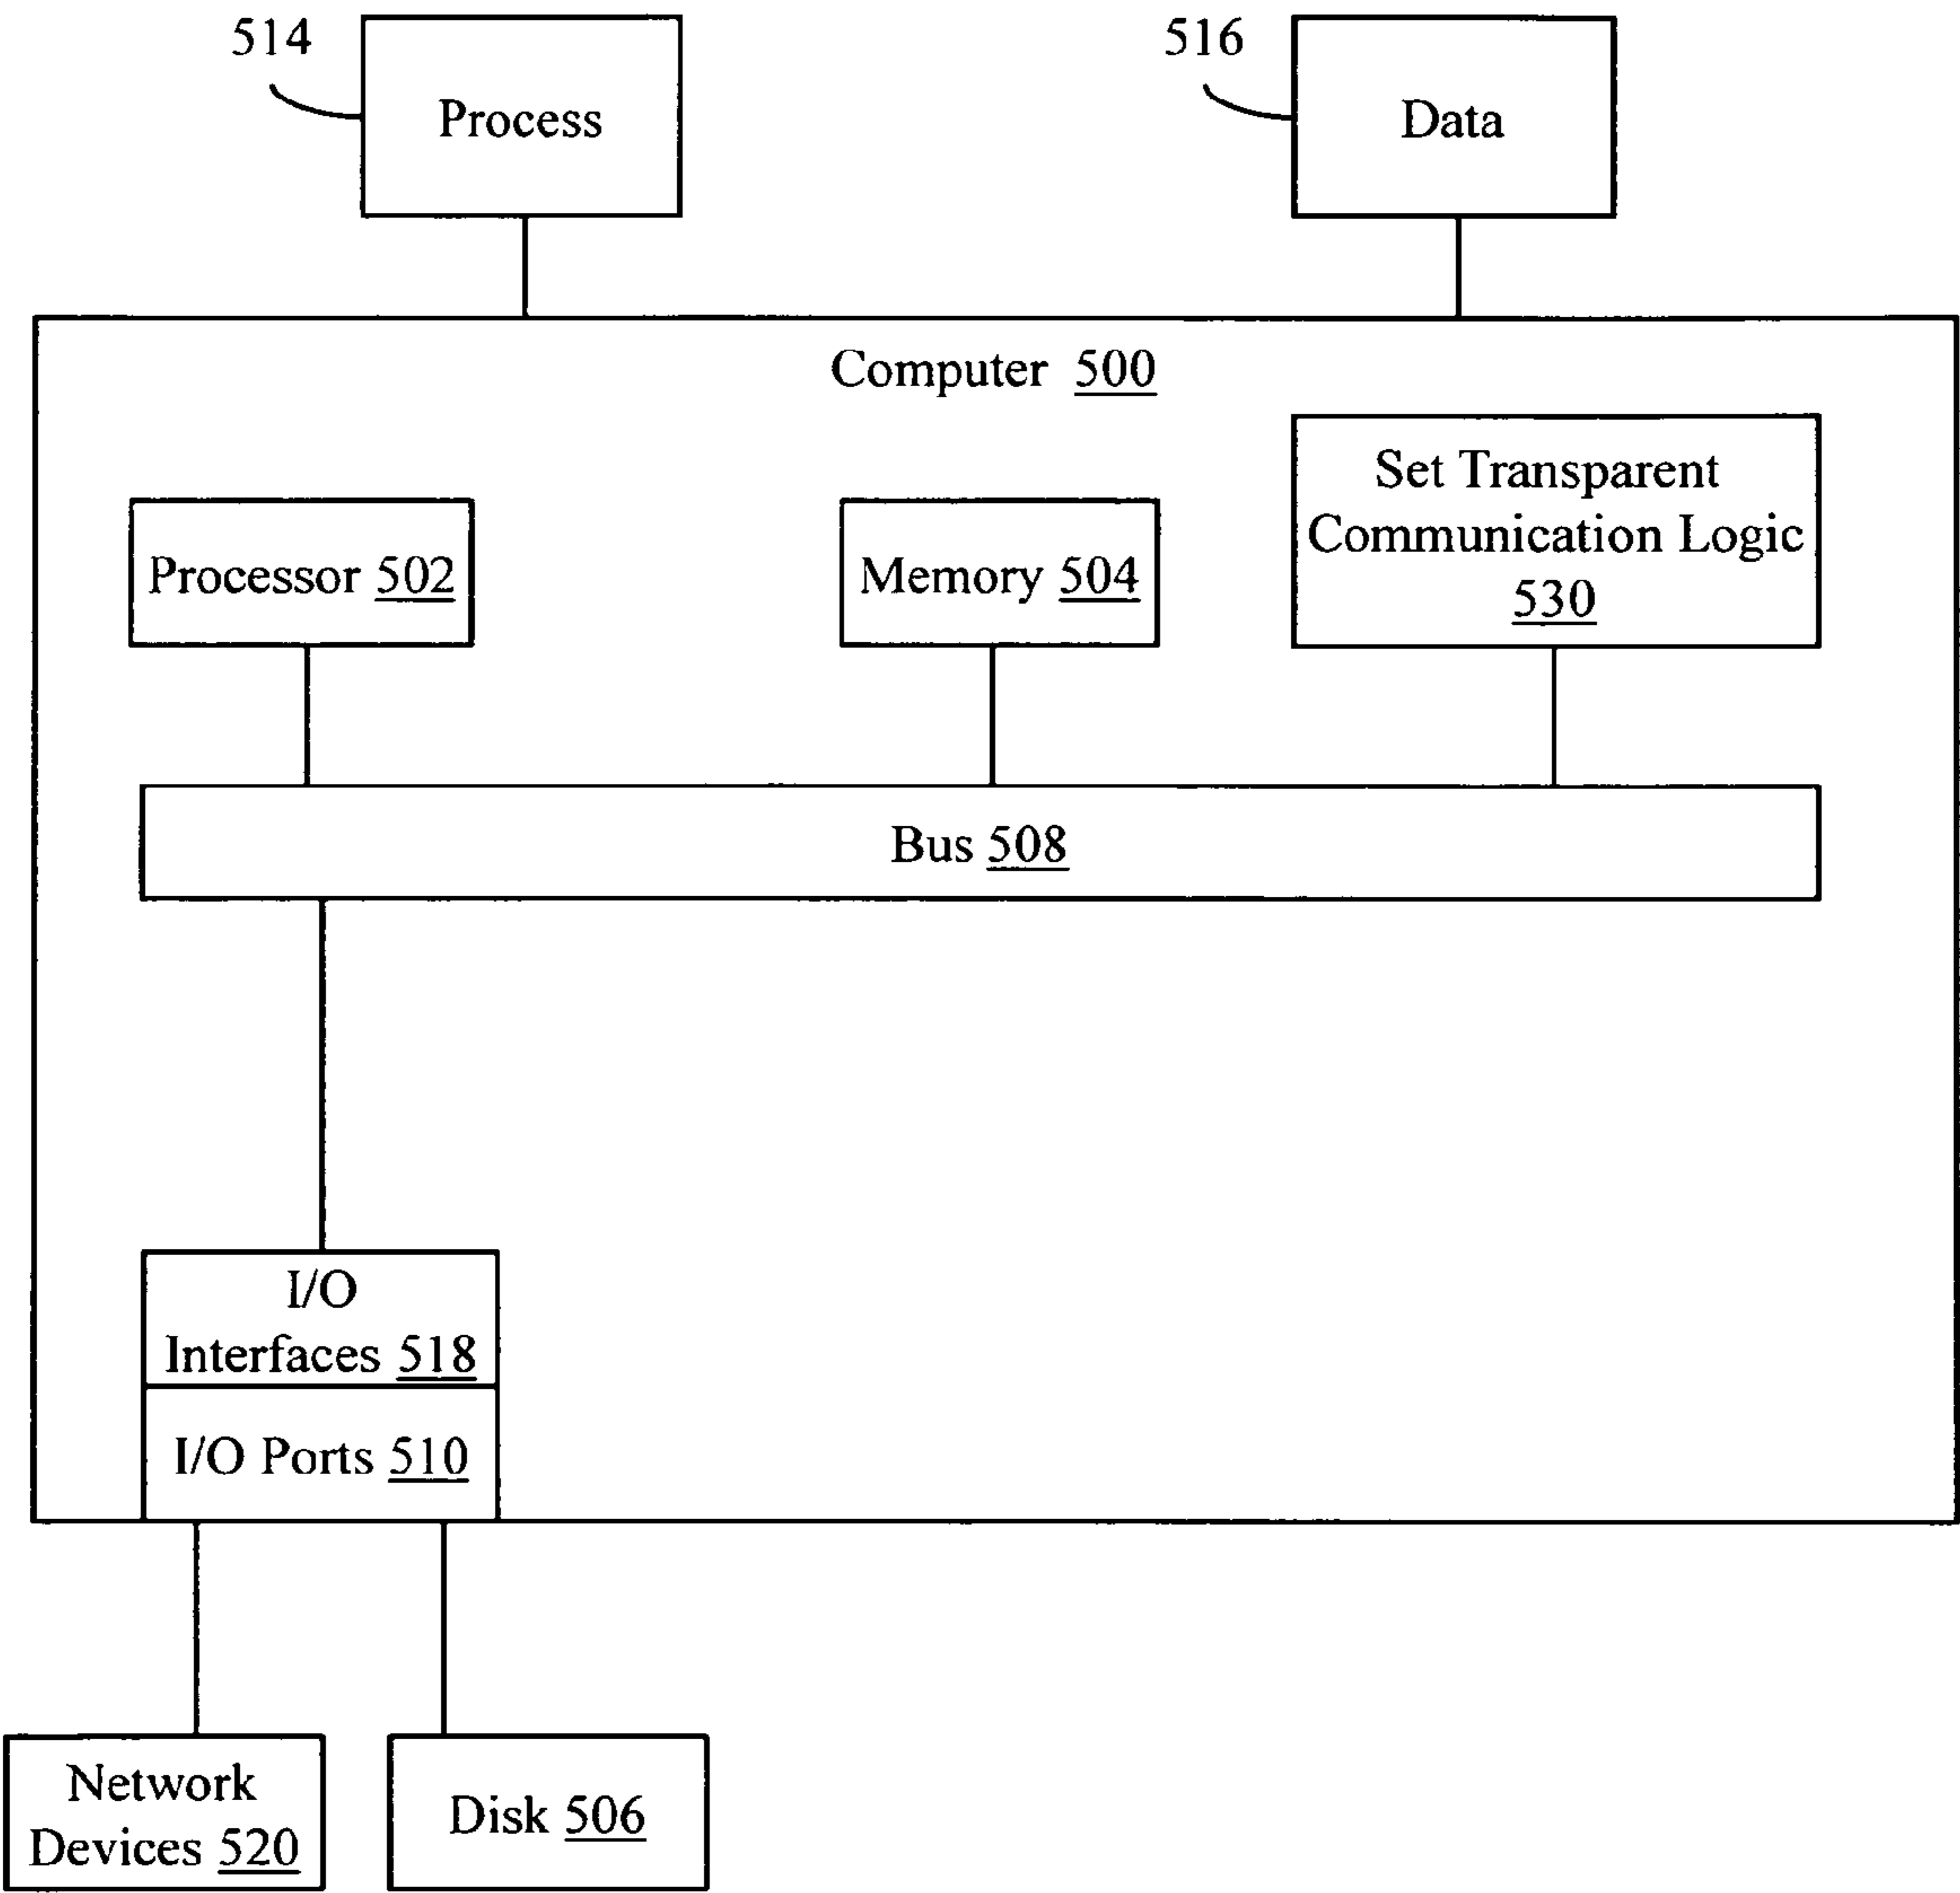 514
Process
516
Data
Computer 500
Processor 502
Memory 504
Set Transparent
Communication Logic
530
Bus 508
I/O
Interfaces 518
I/O Ports 510
Network
Devices 520
Disk 506